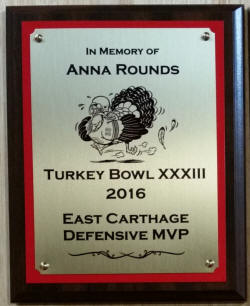 In Memory of
Anna Rounds
Turkey Bowl XXXIII
2016
East Carthage
Defensive MVP